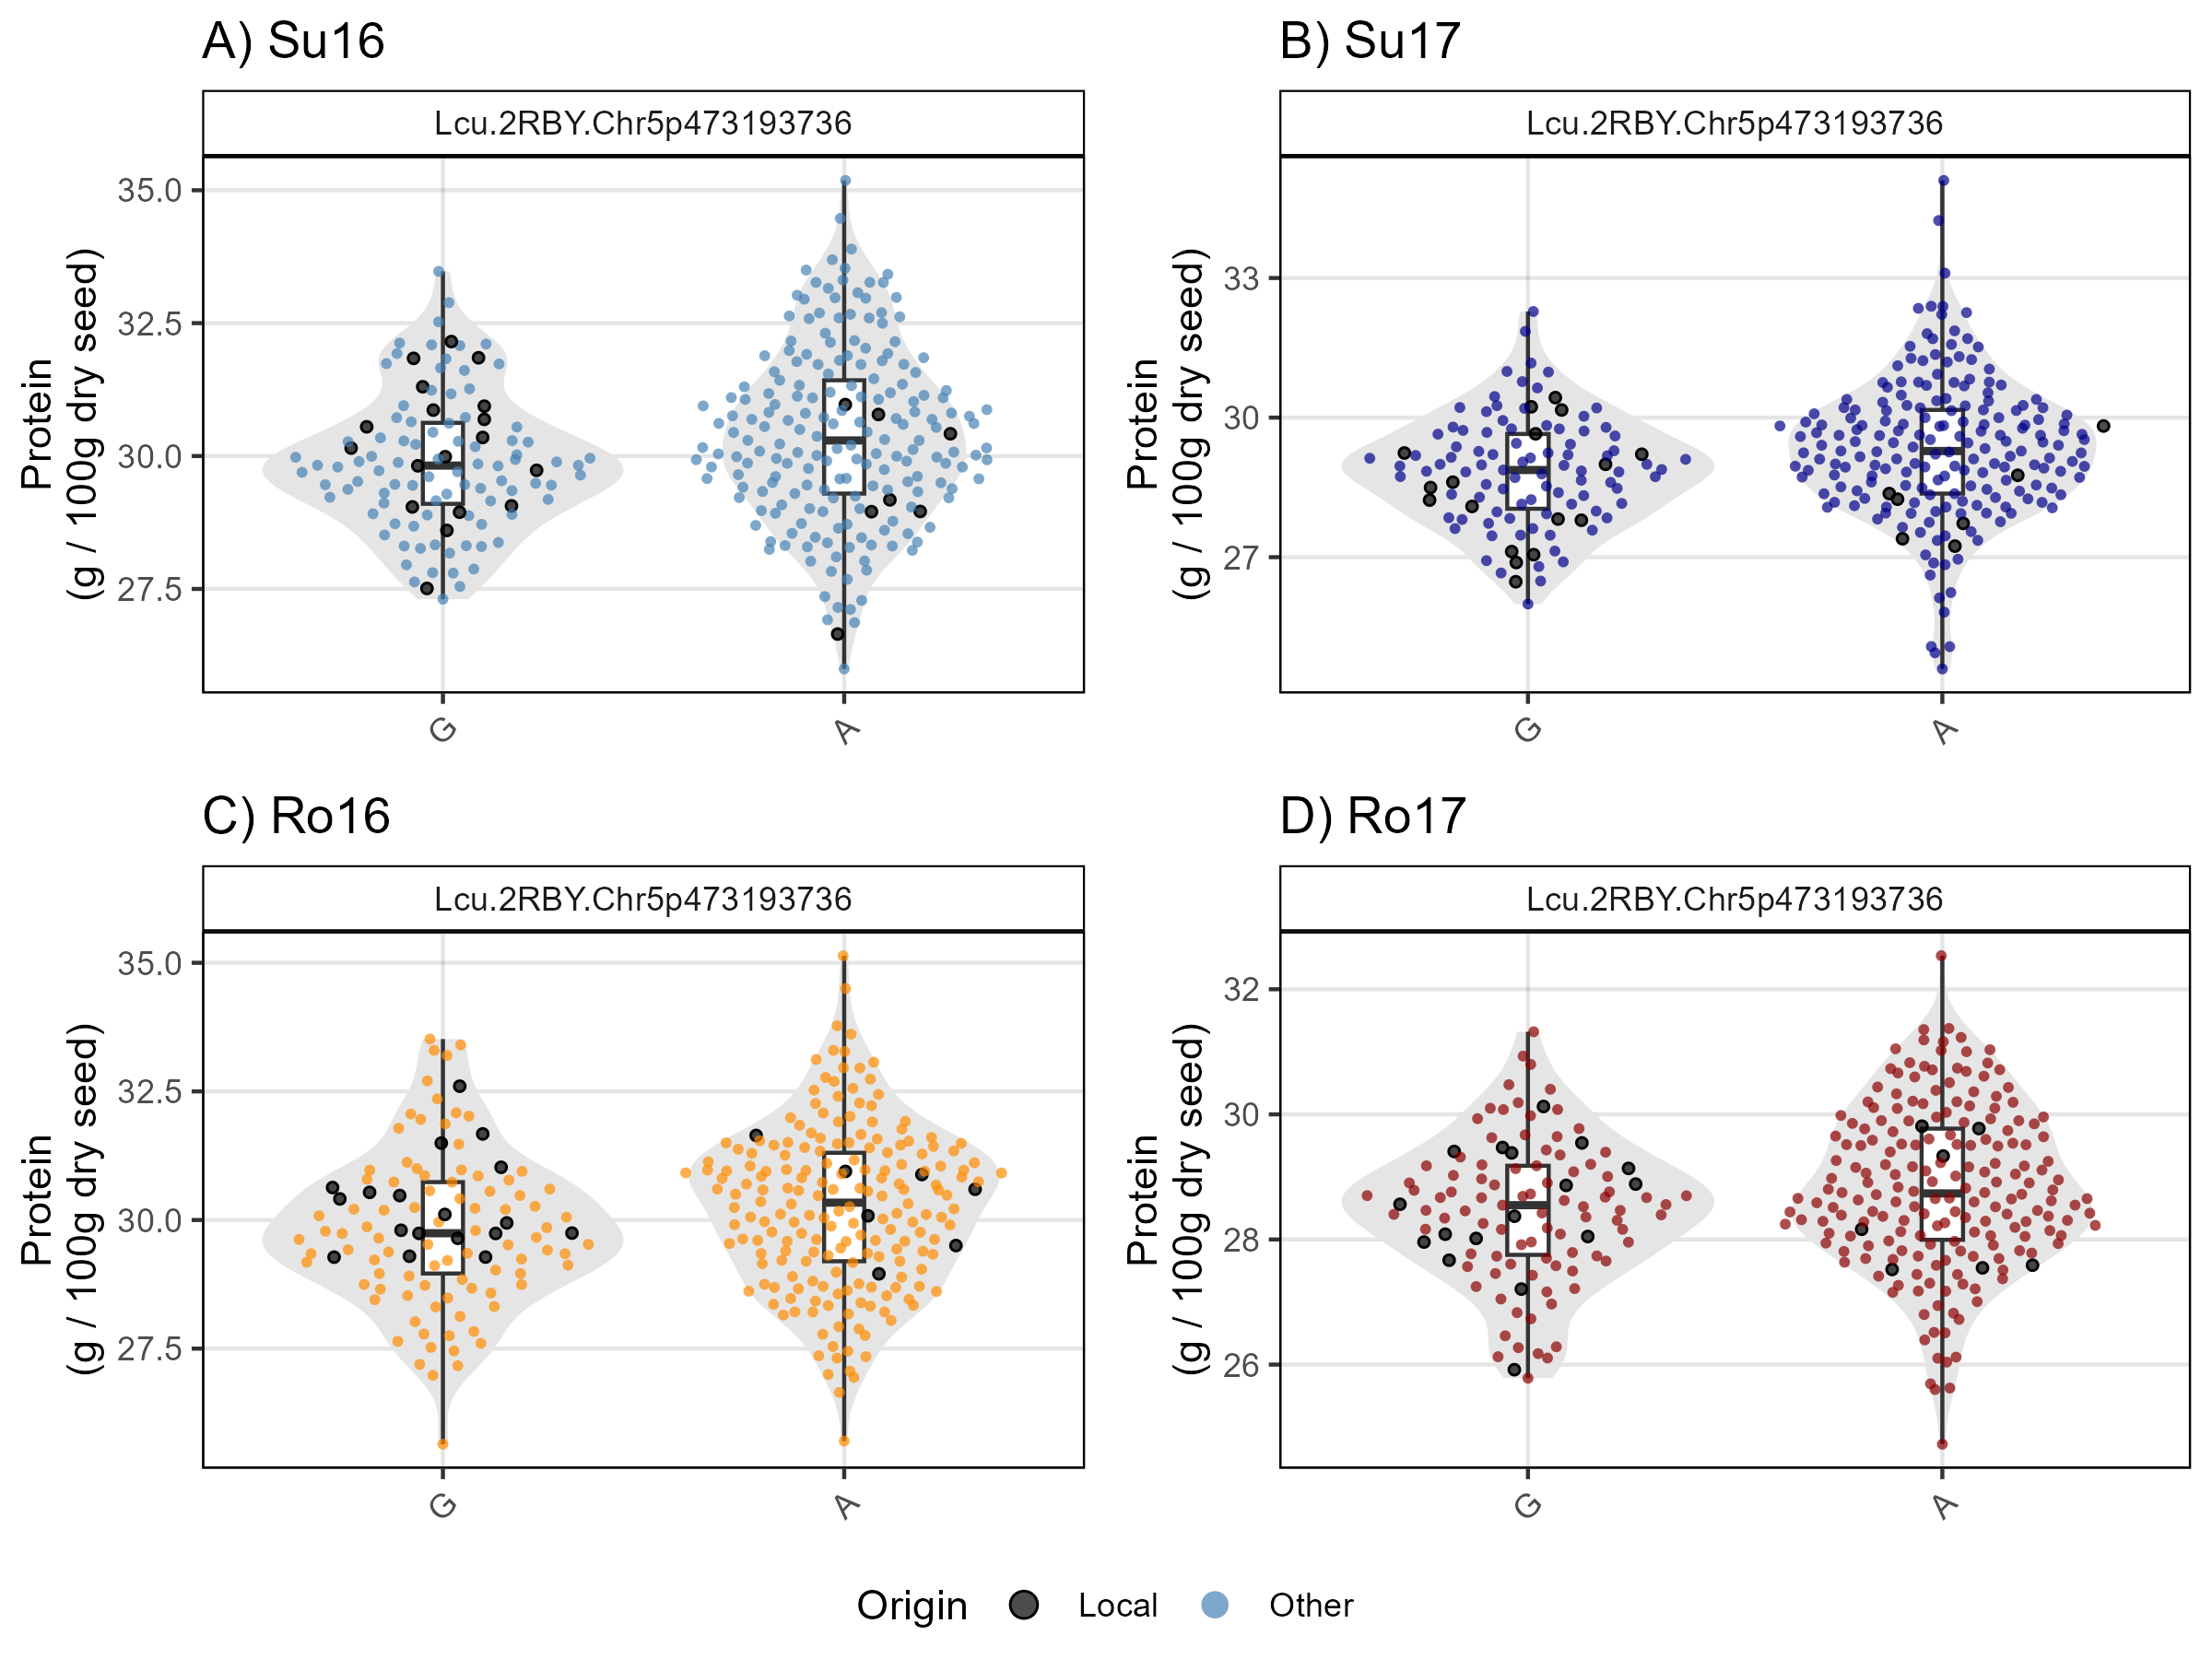 A) Su16
Lcu.2RBY.Chr5p473193736
Protein
(g / 100g dry seed)
35.0
32.5
30.0
27.5
G
A
B) Su17
Lcu.2RBY.Chr5p473193736
Protein
(g / 100g dry seed)
33
30
27
G
A
C) Ro16
Lcu.2RBY.Chr5p473193736
Protein
(g / 100g dry seed)
35.0
32.5
30.0
27.5
G
A
D) Ro17
Lcu.2RBY.Chr5p473193736
Protein
(g / 100g dry seed)
32
30
28
26
G
A
Origin Local Other